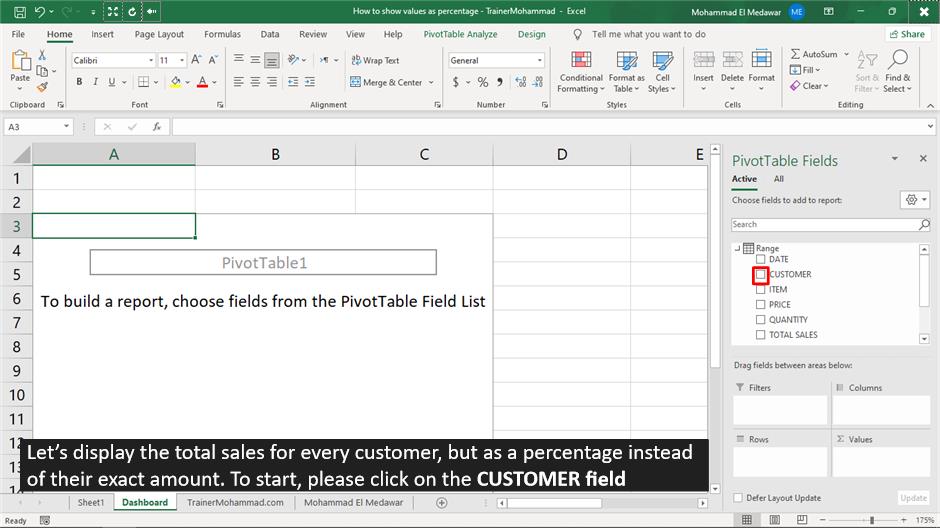 How to show values as percentage - TrainerMohammad - Excel
Mohammad El Medawar ME
File Home Insert Page Layout Formulas Data Review View Help PivotTable Analyze Design Tell me what you want to do Share
Calibri 11 Wrap Text General AutoSum
Paste Merge & Center Conditional Formatting Format as Table Cell Styles Insert Delete Format Fill Clear Sort & Filter Find & Select
Clipboard Font Alignment Number Styles Cells Editing
A3 fx
A B C D E
1
2
3
4
5
6
7
8
9
10
11
12
13
14
PivotTable1
To build a report, choose fields from the PivotTable Field List
PivotTable Fields
Active All
Choose fields to add to report:
Search
Range
DATE
CUSTOMER
ITEM
PRICE
QUANTITY
TOTAL SALES
Drag fields between areas below:
Filters Columns
Rows Values
Defer Layout Update Update
Let's display the total sales for every customer, but as a percentage instead
of their exact amount. To start, please click on the CUSTOMER field
Sheet1 Dashboard TrainerMohammad.com Mohammad El Medawar
Ready 175%